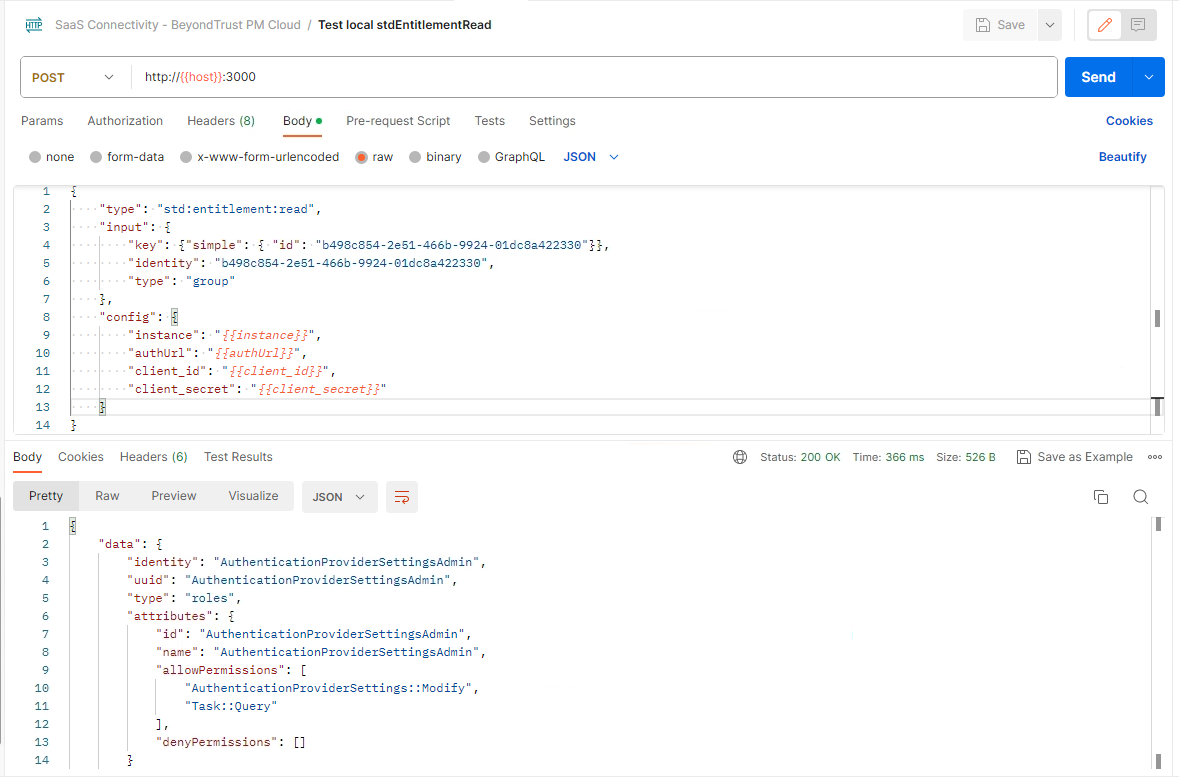 HTTP SaaS Connectivity - BeyondTrust PM Cloud / Test local stdEntitlementRead Save
POST http://{{host}}:3000 Send
Params Authorization Headers (8) Body Pre-request Script Tests Settings Cookies
none form-data x-www-form-urlencoded raw binary GraphQL JSON Beautify
1 {
2 "type": "std:entitlement:read",
3 "input": {
4 "key": {"simple": { "id": "b498c854-2e51-466b-9924-01dc8a422330"}},
5 "identity": "b498c854-2e51-466b-9924-01dc8a422330",
6 "type": "group"
7 },
8 "config": {
9 "instance": "{{instance}}",
10 "authUrl": "{{authUrl}}",
11 "client_id": "{{client_id}}",
12 "client_secret": "{{client_secret}}"
13 }
14 }
Body Cookies Headers (6) Test Results Status: 200 OK Time: 366 ms Size: 526 B Save as Example
Pretty Raw Preview Visualize JSON
1 {
2 "data": {
3 "identity": "AuthenticationProviderSettingsAdmin",
4 "uuid": "AuthenticationProviderSettingsAdmin",
5 "type": "roles",
6 "attributes": {
7 "id": "AuthenticationProviderSettingsAdmin",
8 "name": "AuthenticationProviderSettingsAdmin",
9 "allowPermissions": [
10 "AuthenticationProviderSettings::Modify",
11 "Task::Query"
12 ],
13 "denyPermissions": []
14 }